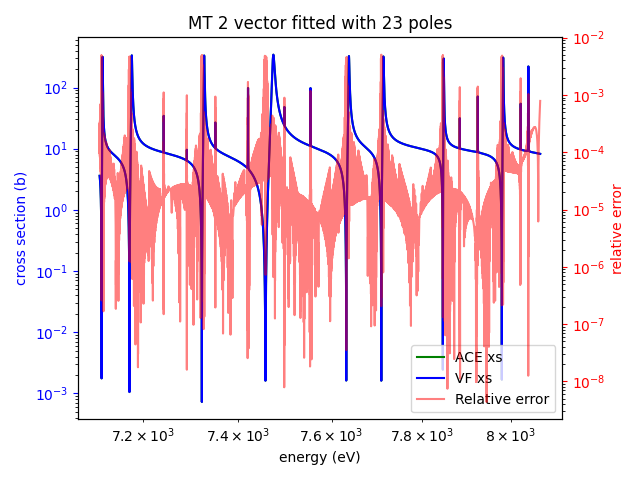 MT 2 vector fitted with 23 poles
10²
10¹
10⁰
10⁻¹
10⁻²
10⁻³
cross section (b)
10⁻²
10⁻³
10⁻⁴
10⁻⁵
10⁻⁶
10⁻⁷
10⁻⁸
relative error
ACE xs
VF xs
Relative error
7.2 × 10³ 7.4 × 10³ 7.6 × 10³ 7.8 × 10³ 8 × 10³
energy (eV)